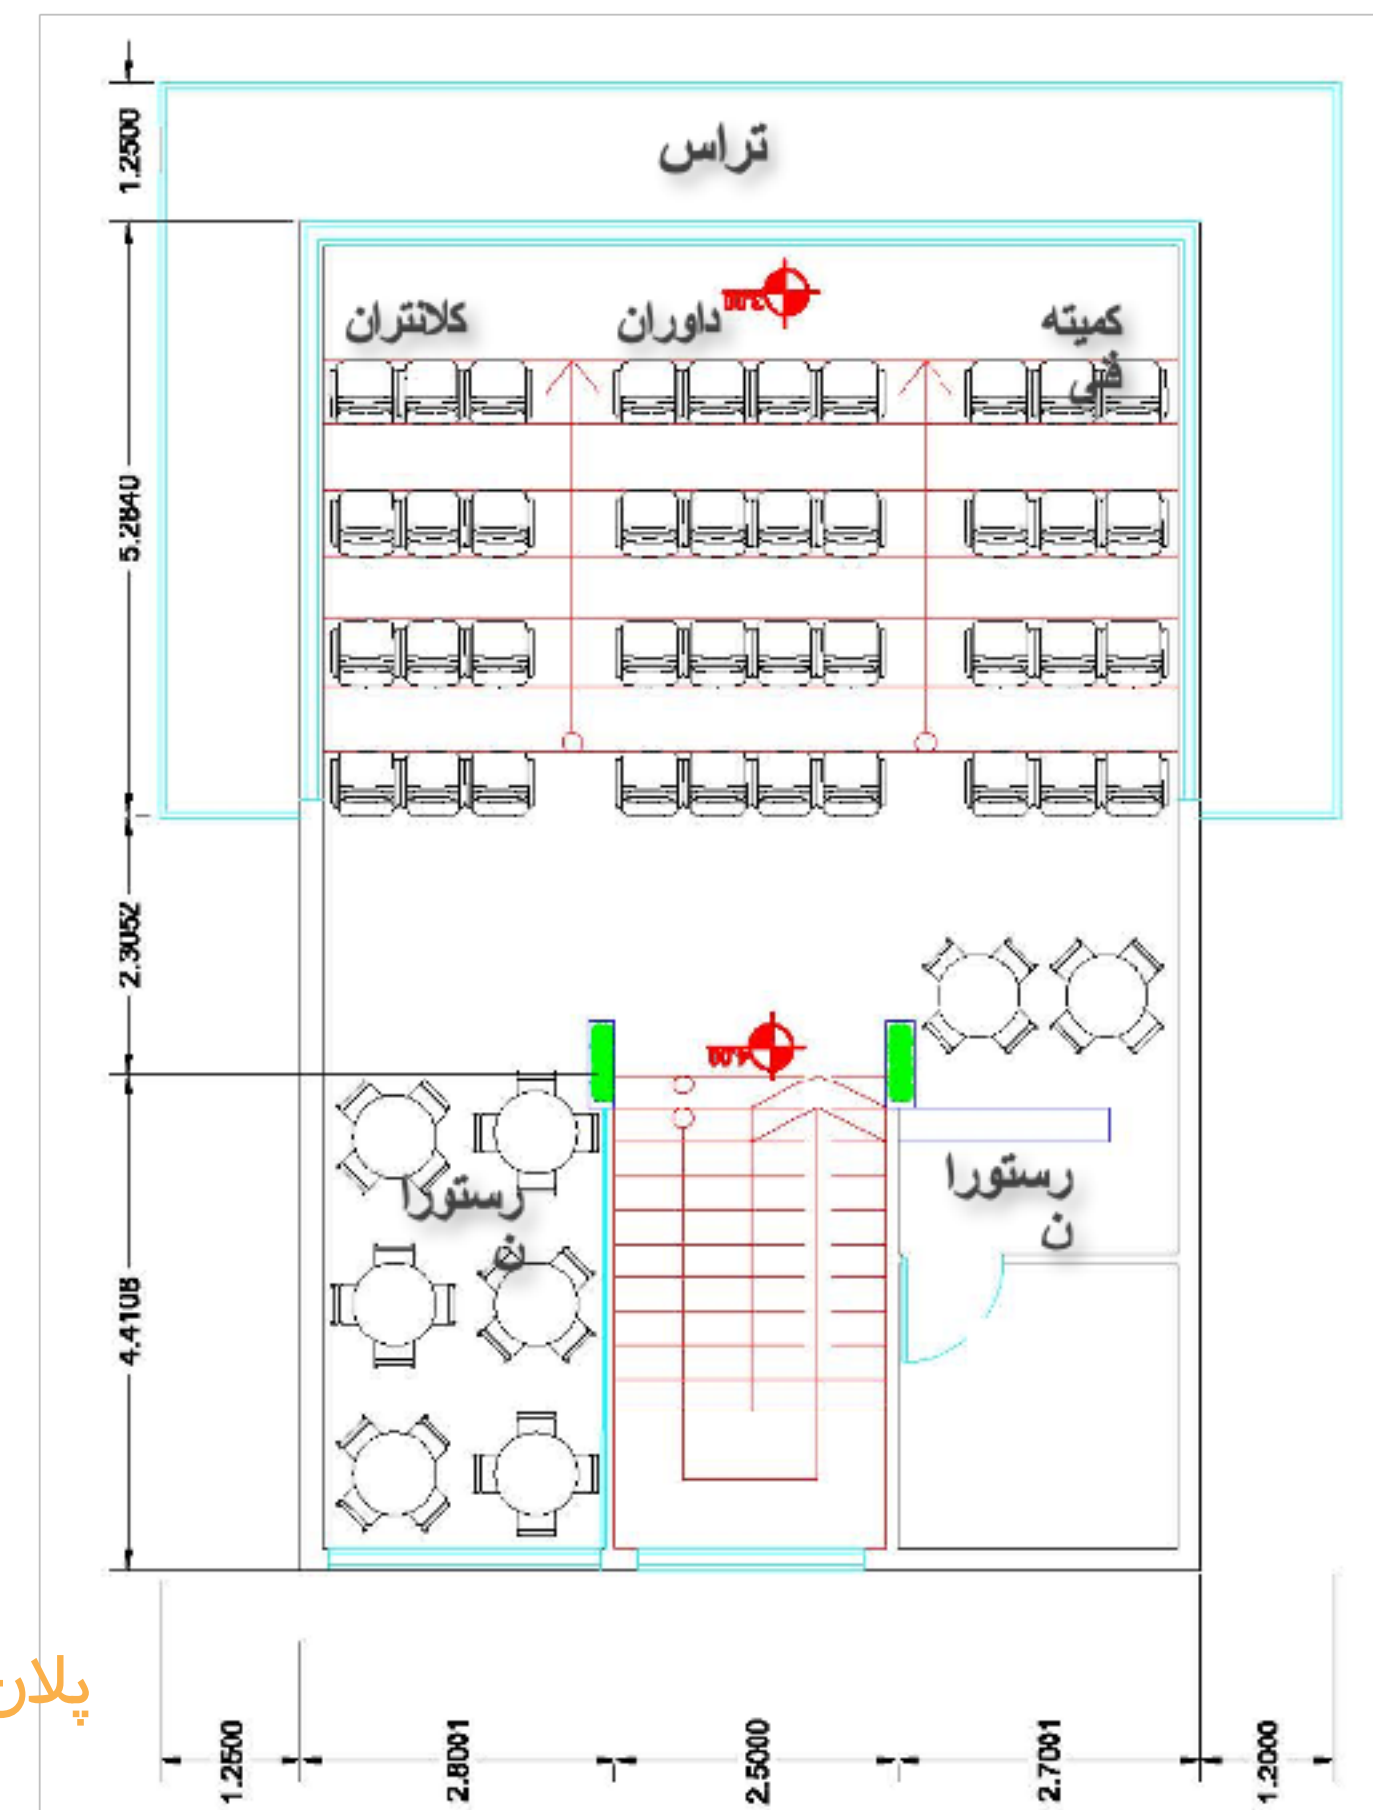 تراس
1.2500
کلانتران
داوران
کمیته
فنی
5.2840
2.3052
رستورا
ن
رستورا
ن
4.4108
پلان
1.2500
2.8001
2.5000
2.7001
1.2000